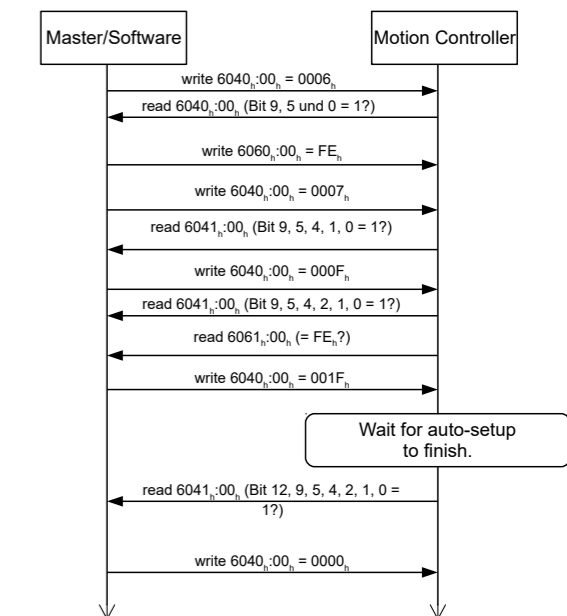 Master/Software
Motion Controller
write 6040ₕ:00ₕ = 0006ₕ
read 6040ₕ:00ₕ (Bit 9, 5 und 0 = 1?)
write 6060ₕ:00ₕ = FEₕ
write 6040ₕ:00ₕ = 0007ₕ
read 6041ₕ:00ₕ (Bit 9, 5, 4, 1, 0 = 1?)
write 6040ₕ:00ₕ = 000Fₕ
read 6041ₕ:00ₕ (Bit 9, 5, 4, 2, 1, 0 = 1?)
read 6061ₕ:00ₕ (= FEₕ?)
write 6040ₕ:00ₕ = 001Fₕ
Wait for auto-setup
to finish.
read 6041ₕ:00ₕ (Bit 12, 9, 5, 4, 2, 1, 0 =
1?)
write 6040ₕ:00ₕ = 0000ₕ